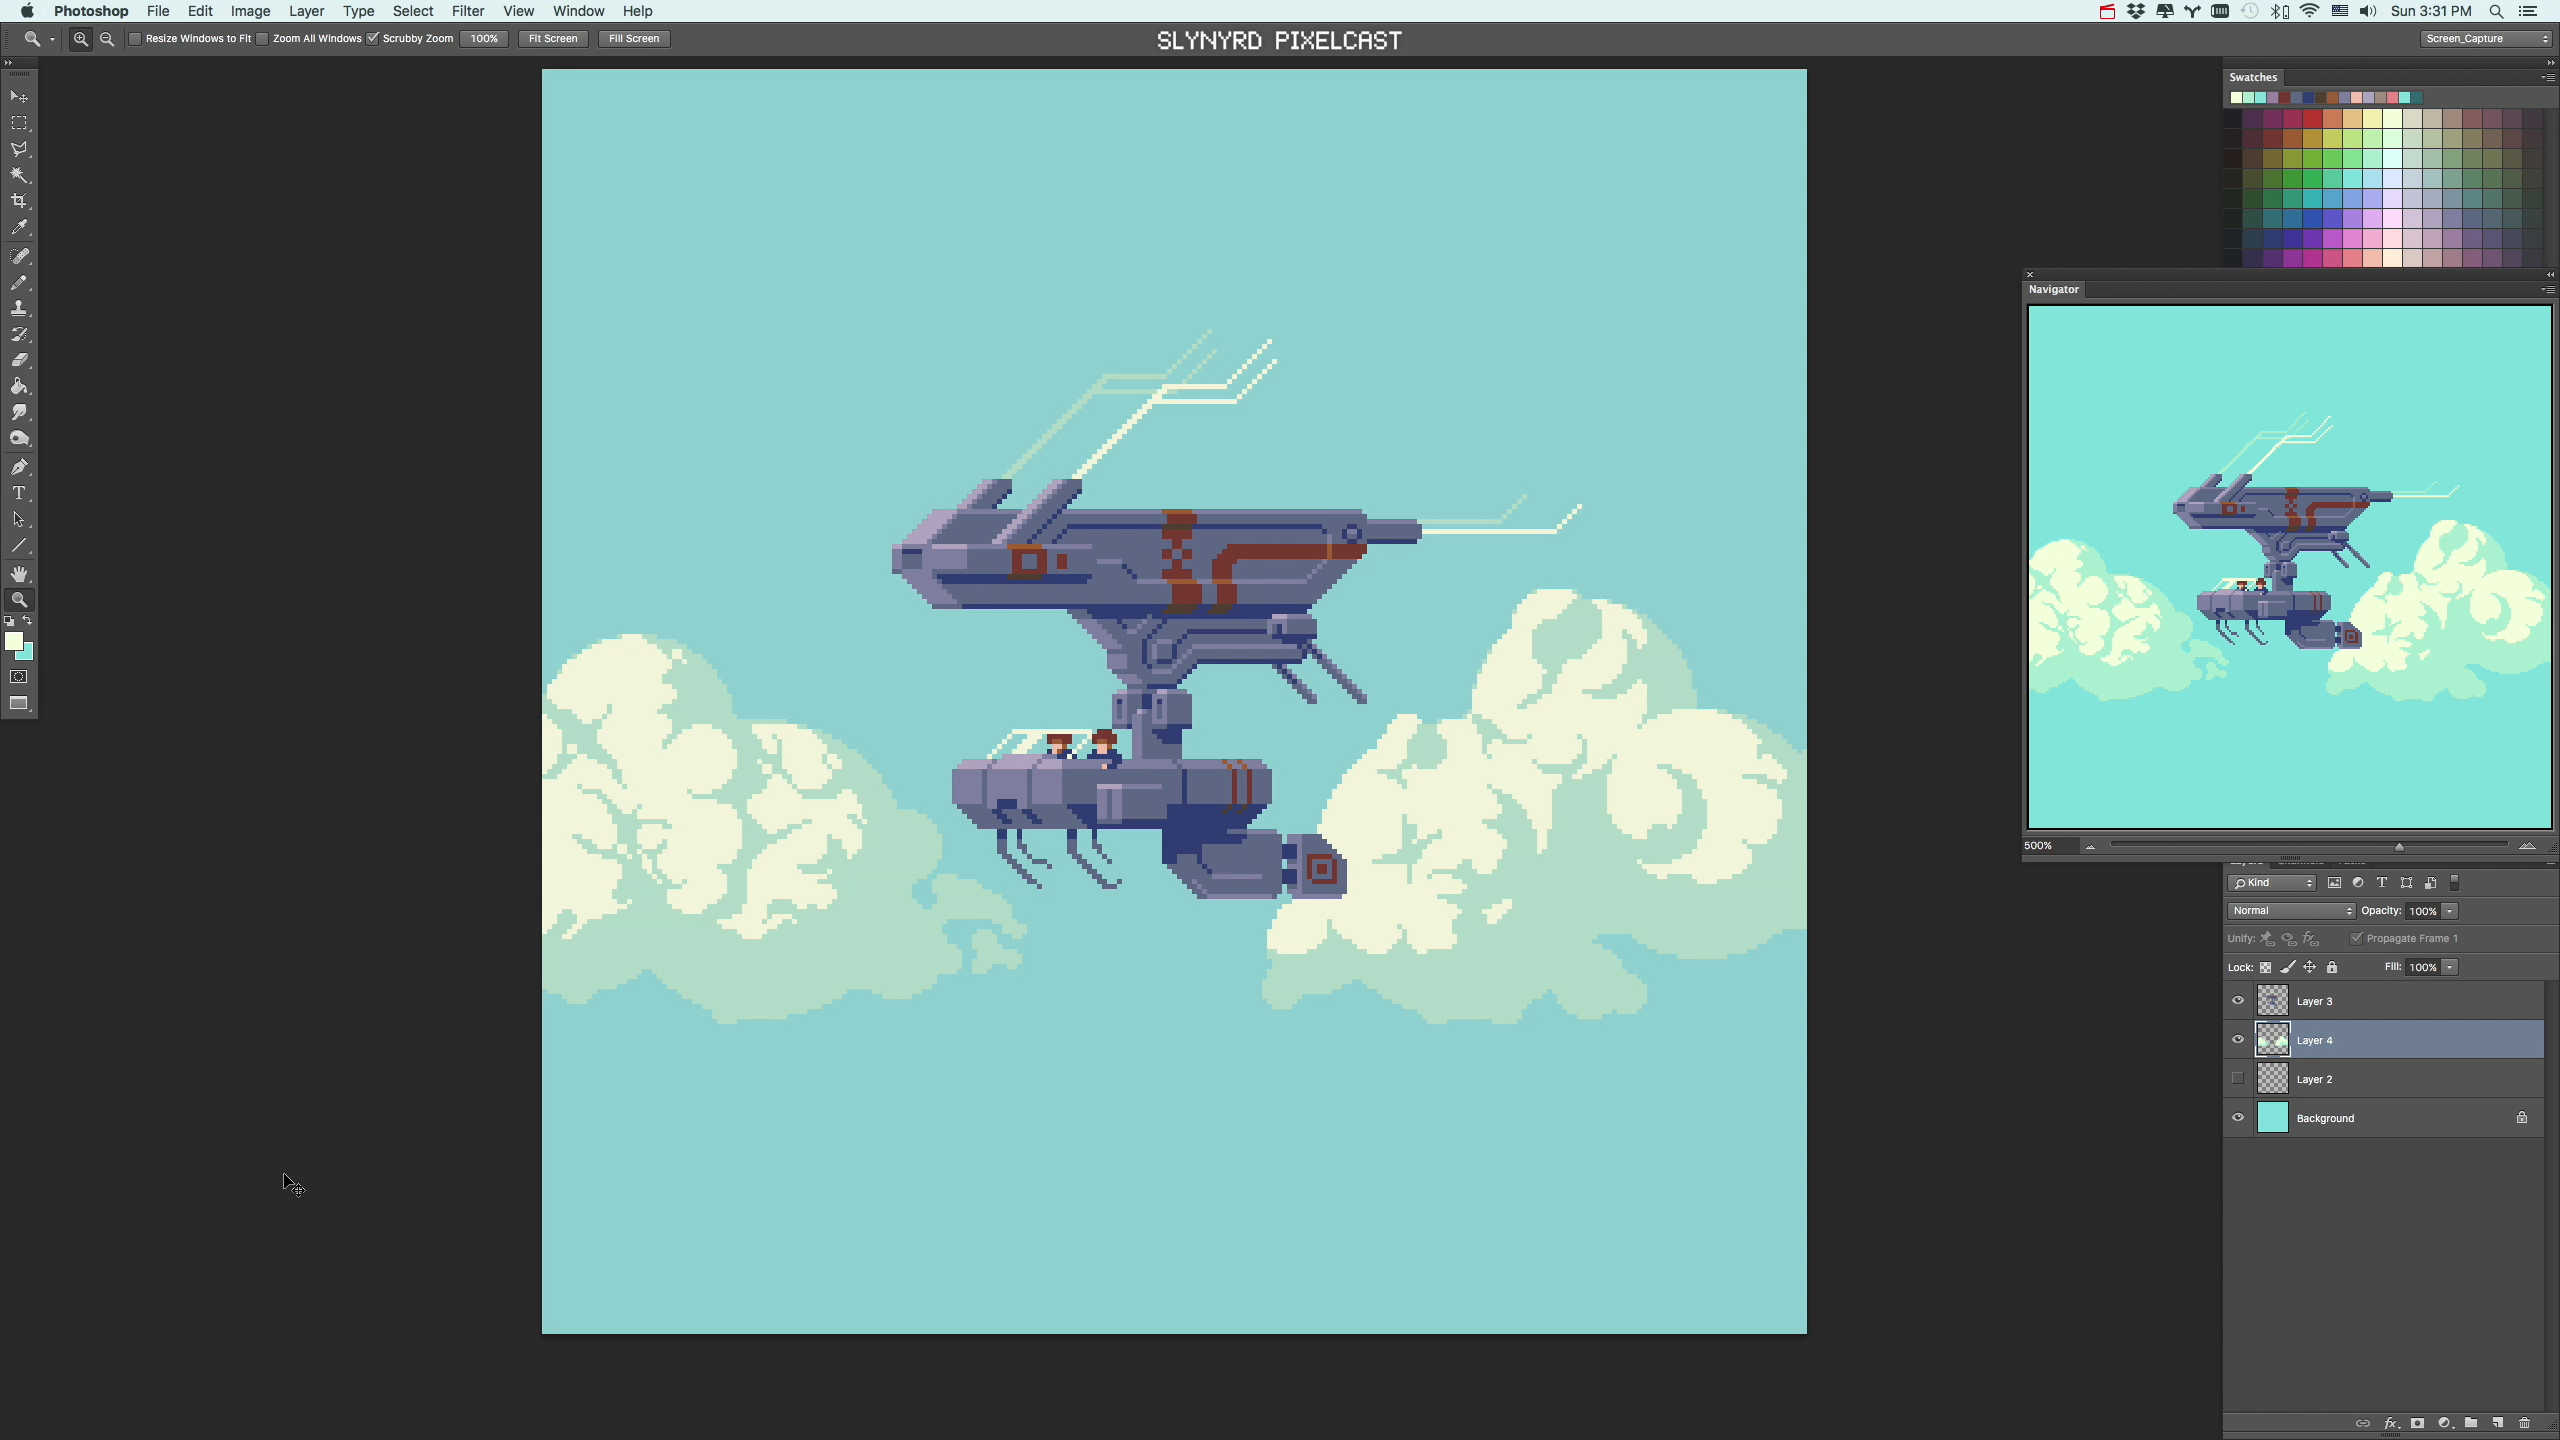 Photoshop File Edit Image Layer Type Select Filter View Window Help Sun 3:31 PM
Resize Windows to Fit Zoom All Windows Scrubby Zoom 100% Fit Screen Fill Screen SLYNYRD PIXELCAST Screen_Capture
Swatches
Navigator
500%
Kind
Normal Opacity: 100%
Unify: Propagate Frame 1
Lock: Fill: 100%
Layer 3
Layer 4
Layer 2
Background